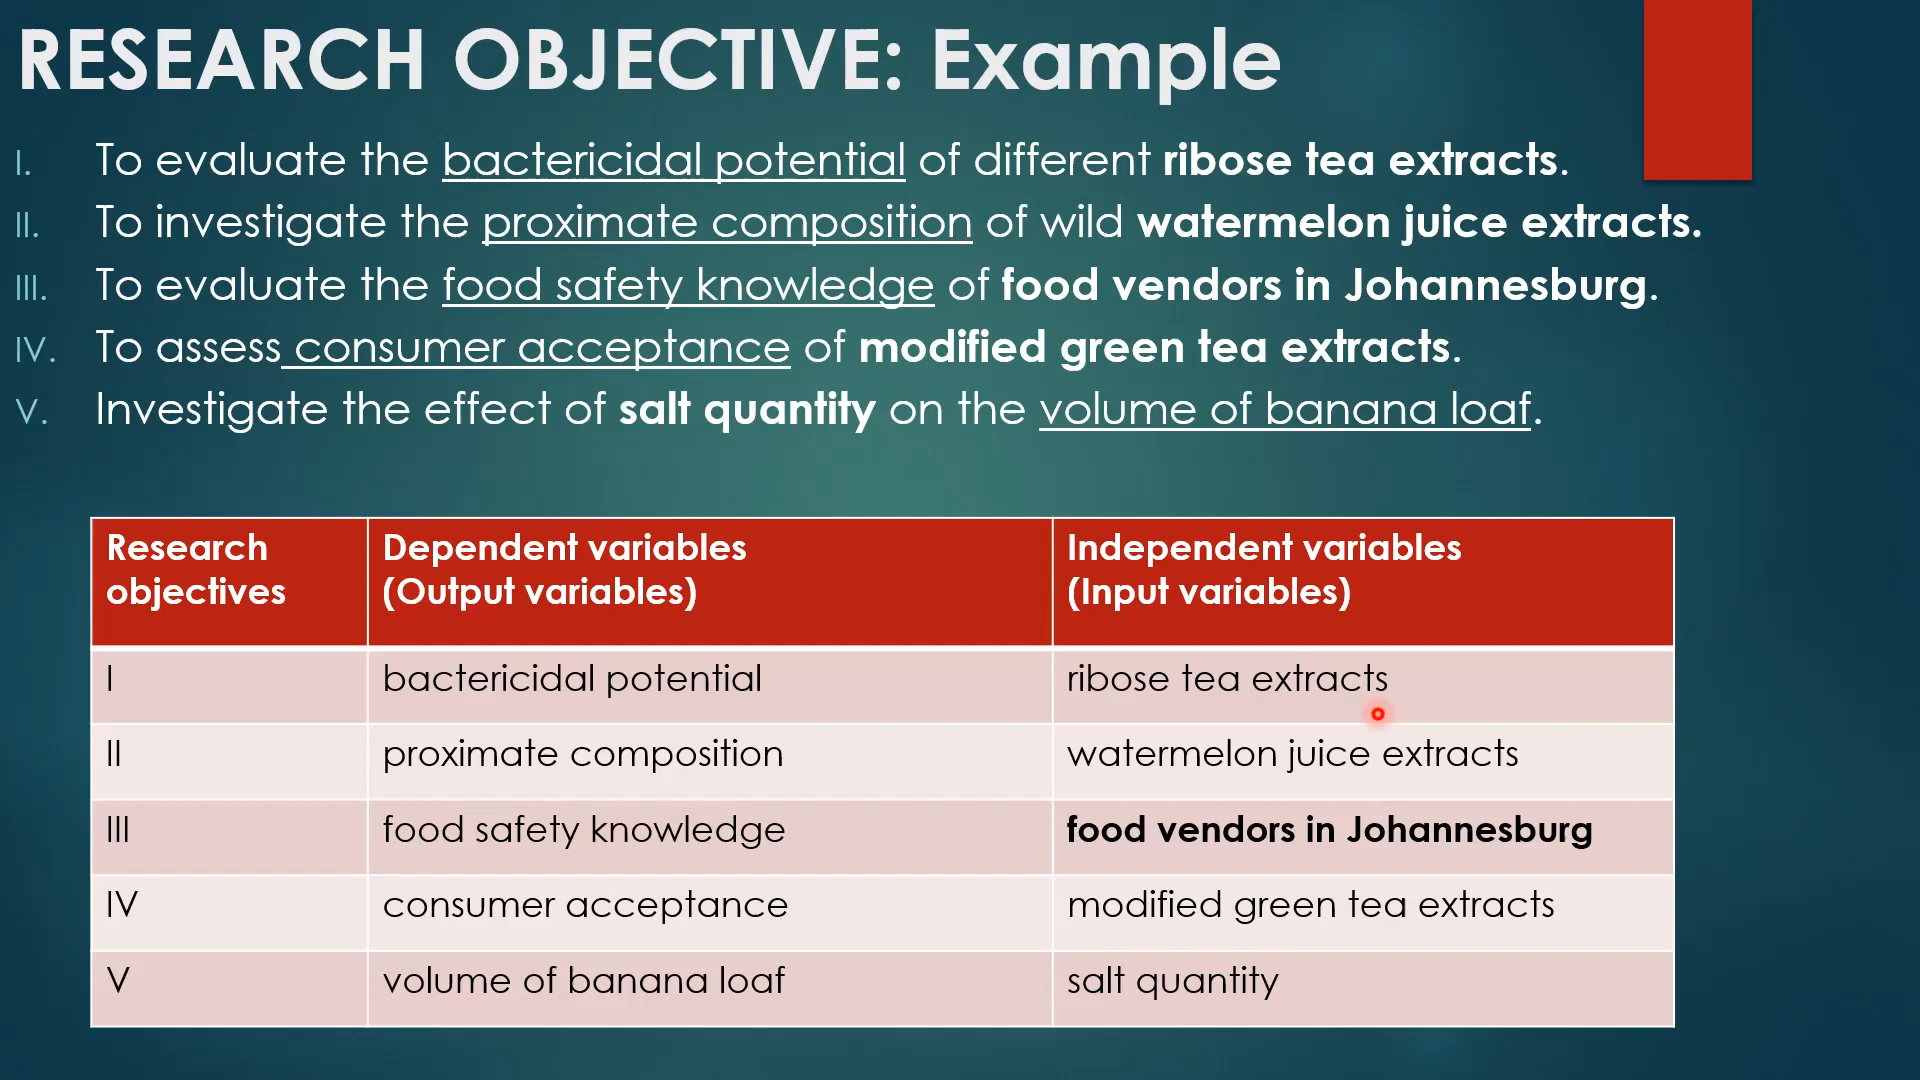 RESEARCH OBJECTIVE: Example
I. To evaluate the bactericidal potential of different ribose tea extracts.
II. To investigate the proximate composition of wild watermelon juice extracts.
III. To evaluate the food safety knowledge of food vendors in Johannesburg.
IV. To assess consumer acceptance of modified green tea extracts.
V. Investigate the effect of salt quantity on the volume of banana loaf.
Research objectives
Dependent variables
(Output variables)
Independent variables
(Input variables)
I bactericidal potential ribose tea extracts
II proximate composition watermelon juice extracts
III food safety knowledge food vendors in Johannesburg
IV consumer acceptance modified green tea extracts
V volume of banana loaf salt quantity